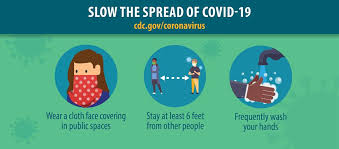 SLOW THE SPREAD OF COVID-19
cdc.gov/coronavirus
Wear a cloth face covering
in public spaces
Stay at least 6 feet
from other people
Frequently wash
your hands